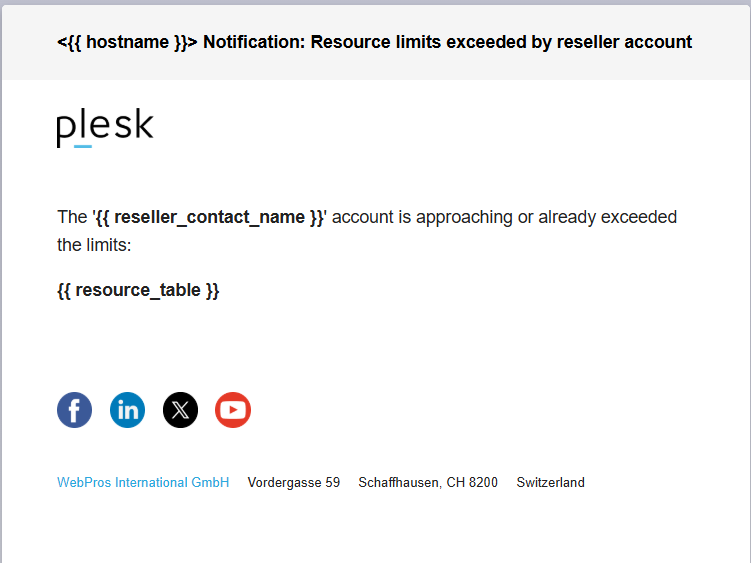 <{{ hostname }}> Notification: Resource limits exceeded by reseller account
plesk
The '{{ reseller_contact_name }}' account is approaching or already exceeded
the limits:
{{ resource_table }}
f in X
WebPros International GmbH Vordergasse 59 Schaffhausen, CH 8200 Switzerland